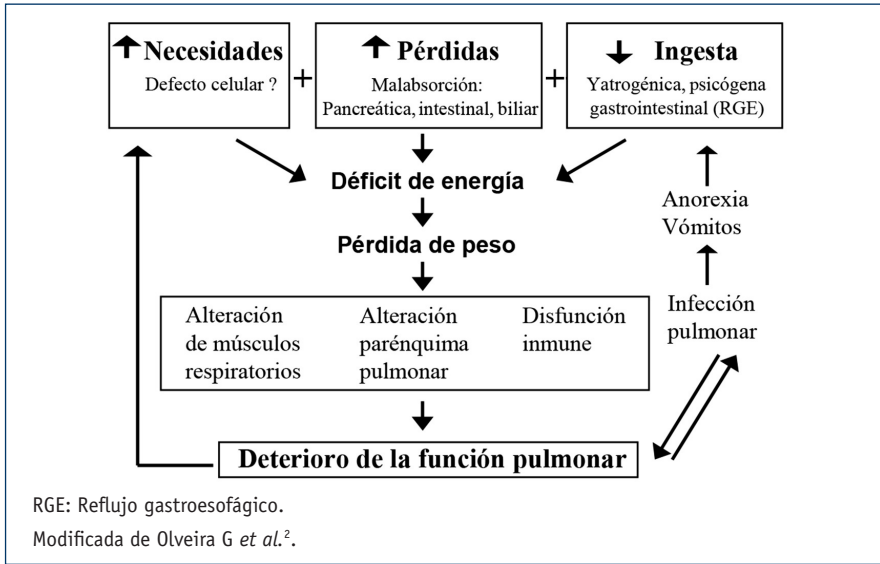 ↑ Necesidades
Defecto celular ?
+
↑ Pérdidas
Malabsorción:
Pancreática, intestinal, biliar
+
↓ Ingesta
Yatrogénica, psicógena
gastrointestinal (RGE)
Déficit de energía
Pérdida de peso
Alteración
de músculos
respiratorios
Alteración
parénquima
pulmonar
Disfunción
inmune
Anorexia
Vómitos
Infección
pulmonar
Deterioro de la función pulmonar
RGE: Reflujo gastroesofágico.
Modificada de Olveira G et al.².